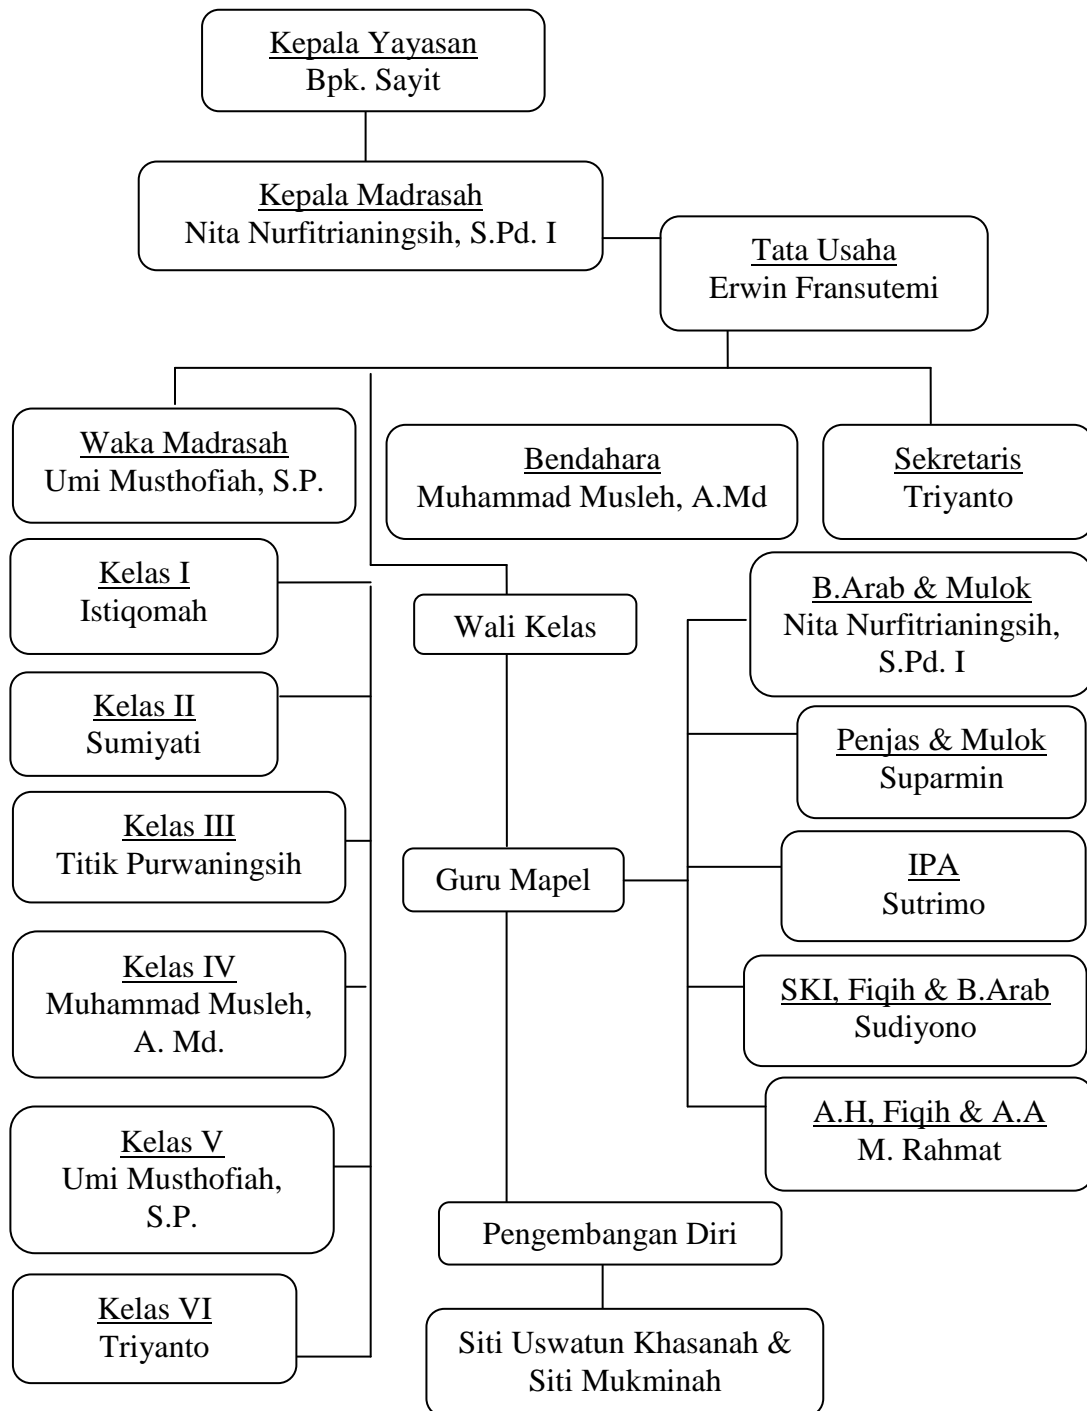 Kepala Yayasan
Bpk. Sayit
Kepala Madrasah
Nita Nurfitrianingsih, S.Pd. I
Tata Usaha
Erwin Fransutemi
Waka Madrasah
Umi Musthofiah, S.P.
Bendahara
Muhammad Musleh, A.Md
Sekretaris
Triyanto
Kelas I
Istiqomah
Kelas II
Sumiyati
Kelas III
Titik Purwaningsih
Kelas IV
Muhammad Musleh,
A. Md.
Kelas V
Umi Musthofiah,
S.P.
Kelas VI
Triyanto
Wali Kelas
Guru Mapel
Pengembangan Diri
Siti Uswatun Khasanah &
Siti Mukminah
B.Arab & Mulok
Nita Nurfitrianingsih,
S.Pd. I
Penjas & Mulok
Suparmin
IPA
Sutrimo
SKI, Fiqih & B.Arab
Sudiyono
A.H, Fiqih & A.A
M. Rahmat